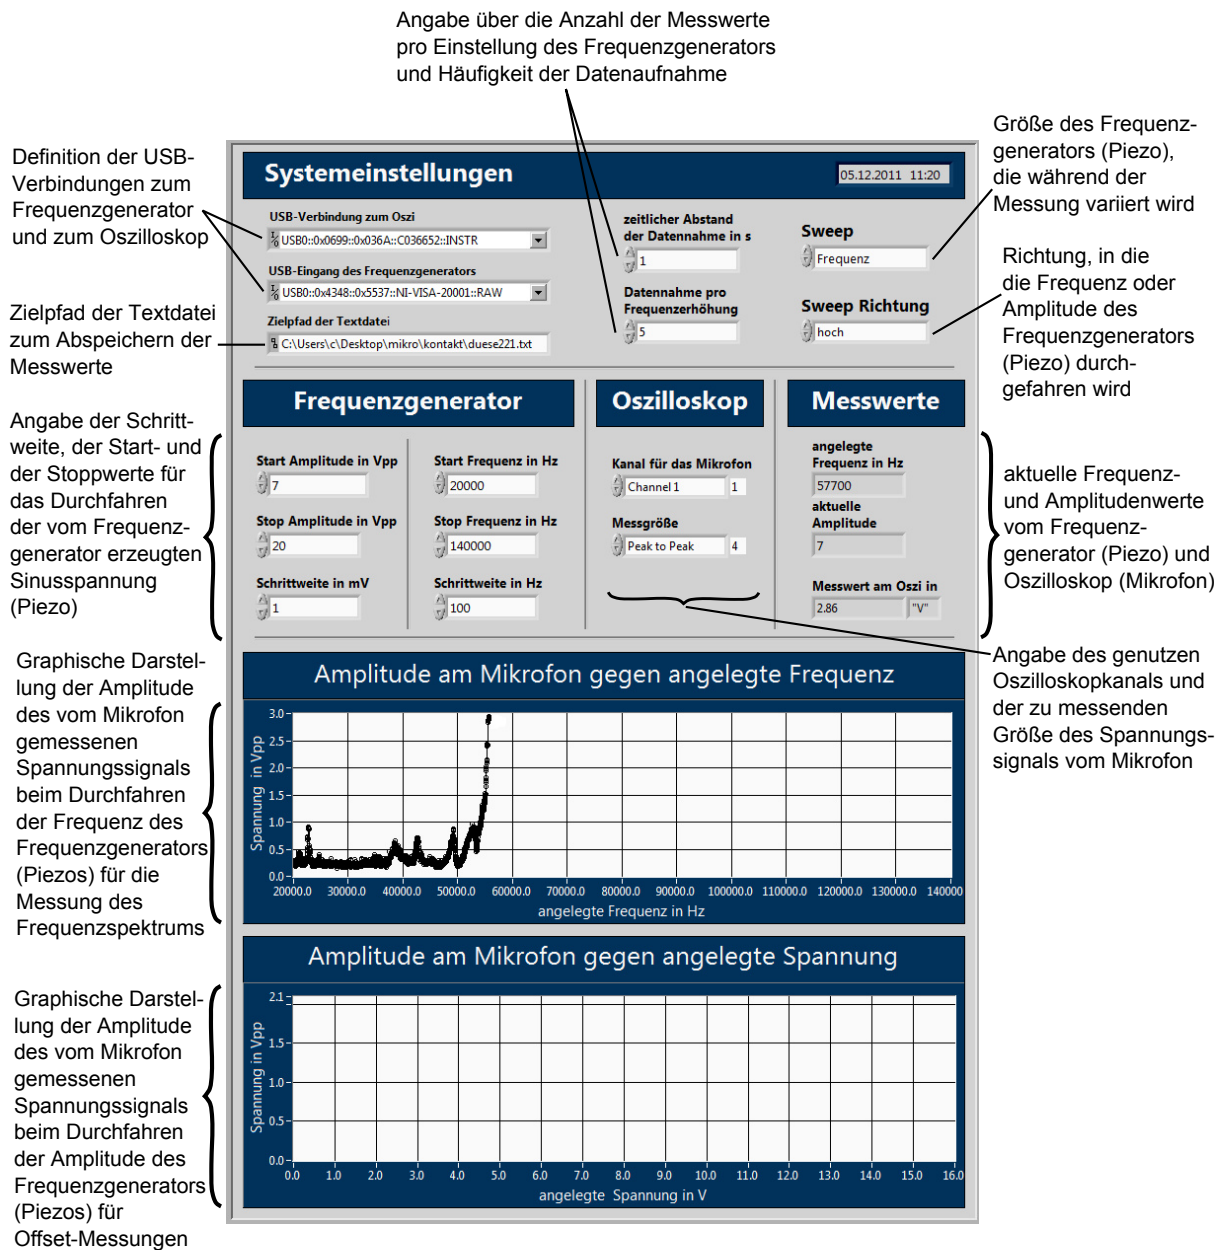 Angabe über die Anzahl der Messwerte
pro Einstellung des Frequenzgenerators
und Häufigkeit der Datenaufnahme
Definition der USB-
Verbindungen zum
Frequenzgenerator
und zum Oszilloskop
Zielpfad der Textdatei
zum Abspeichern der
Messwerte
Angabe der Schritt-
weite, der Start- und
der Stoppwerte für
das Durchfahren
der vom Frequenz-
generator erzeugten
Sinusspannung
(Piezo)
Graphische Darstel-
lung der Amplitude
des vom Mikrofon
gemessenen
Spannungssignals
beim Durchfahren
der Frequenz des
Frequenzgenerators
(Piezos) für die
Messung des
Frequenzspektrums
Graphische Darstel-
lung der Amplitude
des vom Mikrofon
gemessenen
Spannungssignals
beim Durchfahren
der Amplitude des
Frequenzgenerators
(Piezos) für
Offset-Messungen
Systemeinstellungen
05.12.2011 11:20
USB-Verbindung zum Oszi
USB0::0x0699::0x036A::C036652::INSTR
USB-Eingang des Frequenzgenerators
USB0::0x4348::0x5537::NI-VISA-20001::RAW
Zielpfad der Textdatei
C:\Users\c\Desktop\mikro\kontakt\duese221.txt
zeitlicher Abstand
der Datennahme in s
1
Datennahme pro
Frequenzerhöhung
5
Sweep
Frequenz
Sweep Richtung
hoch
Frequenzgenerator
Start Amplitude in Vpp
7
Stop Amplitude in Vpp
20
Schrittweite in mV
1
Start Frequenz in Hz
20000
Stop Frequenz in Hz
140000
Schrittweite in Hz
100
Oszilloskop
Kanal für das Mikrofon
Channel 1 1
Messgröße
Peak to Peak 4
Messwerte
angelegte
Frequenz in Hz
57700
aktuelle
Amplitude
7
Messwert am Oszi in
2.86 "V"
Amplitude am Mikrofon gegen angelegte Frequenz
Spannung in Vpp
3.0
2.5
2.0
1.5
1.0
0.5
0.0
20000.0 30000.0 40000.0 50000.0 60000.0 70000.0 80000.0 90000.0 100000.0 110000.0 120000.0 130000.0 140000
angelegte Frequenz in Hz
Amplitude am Mikrofon gegen angelegte Spannung
Spannung in Vpp
2.1
1.5
1.0
0.5
0.0
0.0 1.0 2.0 3.0 4.0 5.0 6.0 7.0 8.0 9.0 10.0 11.0 12.0 13.0 14.0 15.0 16.0
angelegte Spannung in V
Größe des Frequenz-
generators (Piezo),
die während der
Messung variiert wird
Richtung, in die
die Frequenz oder
Amplitude des
Frequenzgenerators
(Piezo) durch-
gefahren wird
aktuelle Frequenz-
und Amplitudenwerte
vom Frequenz-
generator (Piezo) und
Oszilloskop (Mikrofon)
Angabe des genutzen
Oszilloskopkanals und
der zu messenden
Größe des Spannungs-
signals vom Mikrofon